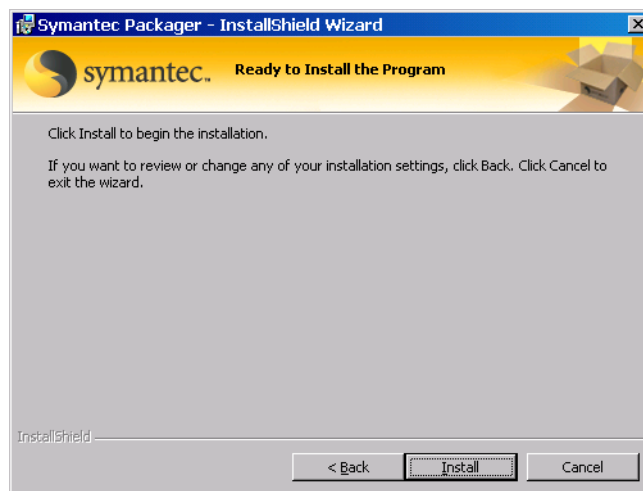 Symantec Packager - InstallShield Wizard
symantec.
Ready to Install the Program
Click Install to begin the installation.
If you want to review or change any of your installation settings, click Back. Click Cancel to
exit the wizard.
InstallShield
< Back
Install
Cancel